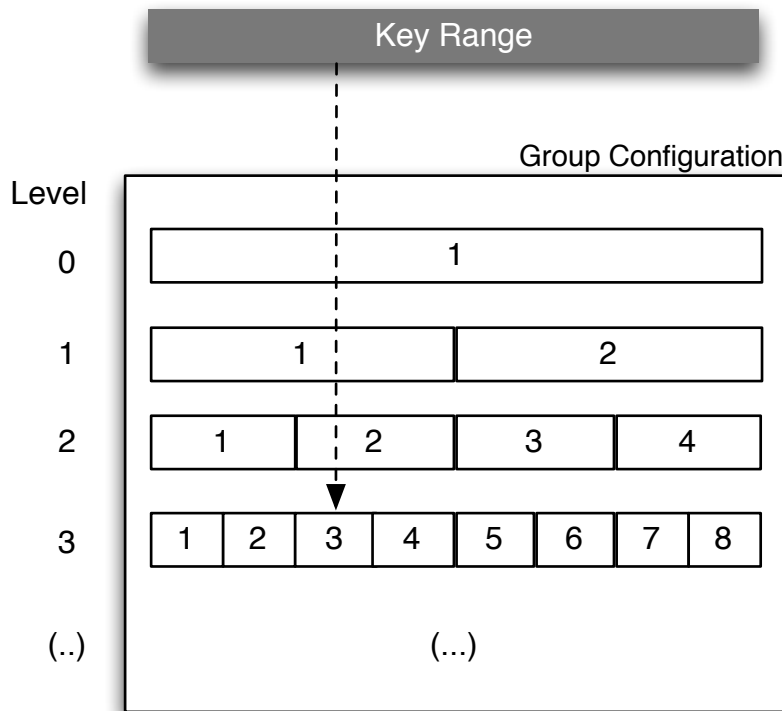 Key Range
Group Configuration
Level
0 1
1 1 2
2 1 2 3 4
3 1 2 3 4 5 6 7 8
(..) (...)